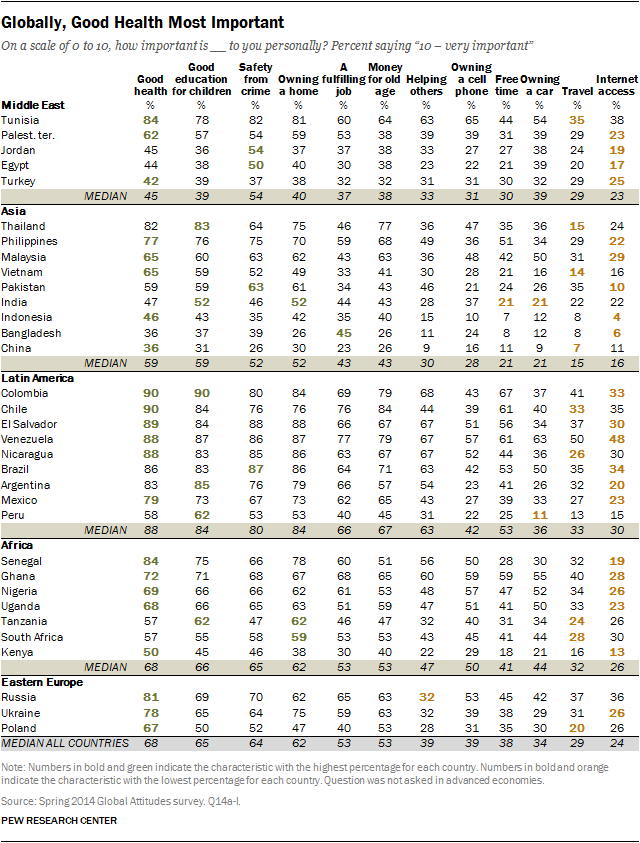 Globally, Good Health Most Important
On a scale of 0 to 10, how important is __ to you personally? Percent saying “10 – very important”
Good health Good education for children Safety from crime Owning a home A fulfilling job Money for old age Helping others Owning a cell phone Free time Owning a car Travel Internet access
Middle East % % % % % % % % % % % %
Tunisia 84 78 82 81 60 64 63 65 44 54 35 38
Palest. ter. 62 57 54 59 53 38 39 39 31 39 29 23
Jordan 45 36 54 37 37 38 33 27 27 38 24 19
Egypt 44 38 50 40 30 38 23 22 21 39 20 17
Turkey 42 39 37 38 32 32 31 31 30 32 29 25
MEDIAN 45 39 54 40 37 38 33 31 30 39 29 23
Asia
Thailand 82 83 64 75 46 77 36 47 35 36 15 24
Philippines 77 76 75 70 59 68 49 36 51 34 29 22
Malaysia 65 60 63 62 43 63 36 48 42 50 31 29
Vietnam 65 59 52 49 33 41 30 28 21 16 14 16
Pakistan 59 59 63 61 34 43 46 21 24 26 35 10
India 47 52 46 52 44 43 28 37 21 21 22 22
Indonesia 46 43 35 42 35 40 15 10 7 12 8 4
Bangladesh 36 37 39 26 45 26 11 24 8 12 8 6
China 36 31 26 30 23 26 9 16 11 9 7 11
MEDIAN 59 59 52 52 43 43 30 28 21 21 15 16
Latin America
Colombia 90 90 80 84 69 79 68 43 67 37 41 33
Chile 90 84 76 76 76 84 44 39 61 40 33 35
El Salvador 89 84 88 88 66 67 67 51 56 34 37 30
Venezuela 88 87 86 87 77 79 67 57 61 63 50 48
Nicaragua 88 83 85 86 63 67 67 52 44 36 26 30
Brazil 86 83 87 86 64 71 63 42 53 50 35 34
Argentina 83 85 76 79 66 57 54 23 41 26 32 20
Mexico 79 73 67 73 62 65 43 27 39 33 27 23
Peru 58 62 53 53 40 45 31 22 25 11 13 15
MEDIAN 88 84 80 84 66 67 63 42 53 36 33 30
Africa
Senegal 84 75 66 78 60 51 56 50 28 30 32 19
Ghana 72 71 68 67 68 65 60 59 59 55 40 28
Nigeria 69 66 66 62 61 53 48 57 47 52 34 26
Uganda 68 66 65 63 51 59 47 51 41 50 33 23
Tanzania 57 62 47 62 46 47 32 40 31 34 24 26
South Africa 57 55 58 59 53 53 43 45 41 44 28 30
Kenya 50 45 46 38 30 40 22 39 18 21 16 13
MEDIAN 68 66 65 62 53 53 47 50 41 44 32 26
Eastern Europe
Russia 81 69 70 62 65 63 32 53 45 42 37 36
Ukraine 78 65 64 75 59 63 32 39 38 29 31 26
Poland 67 50 52 47 40 53 28 31 35 30 20 26
MEDIAN ALL COUNTRIES 68 65 64 62 53 53 39 39 38 34 29 24
Note: Numbers in bold and green indicate the characteristic with the highest percentage for each country. Numbers in bold and orange
indicate the characteristic with the lowest percentage for each country. Question was not asked in advanced economies.
Source: Spring 2014 Global Attitudes survey. Q14a-l.
PEW RESEARCH CENTER